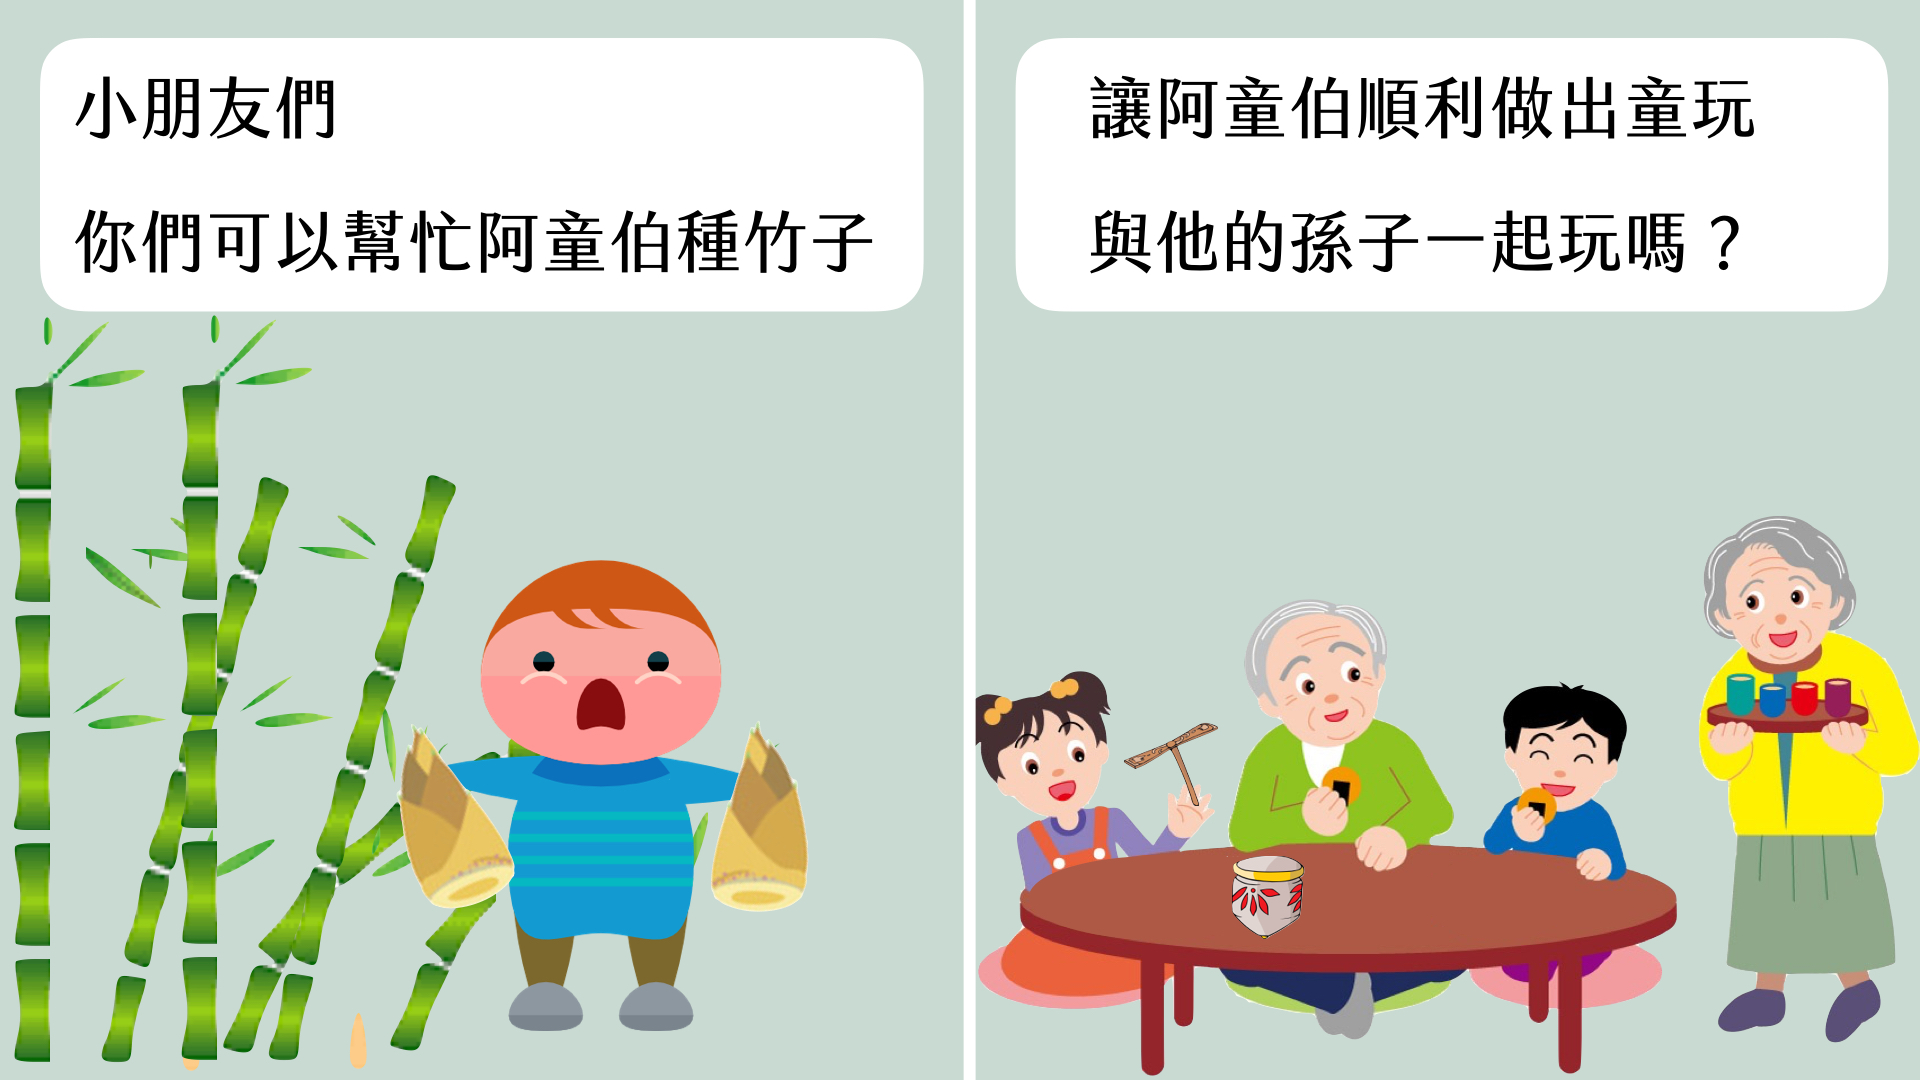 小朋友們
你們可以幫忙阿童伯種竹子
讓阿童伯順利做出童玩
與他的孫子一起玩嗎？